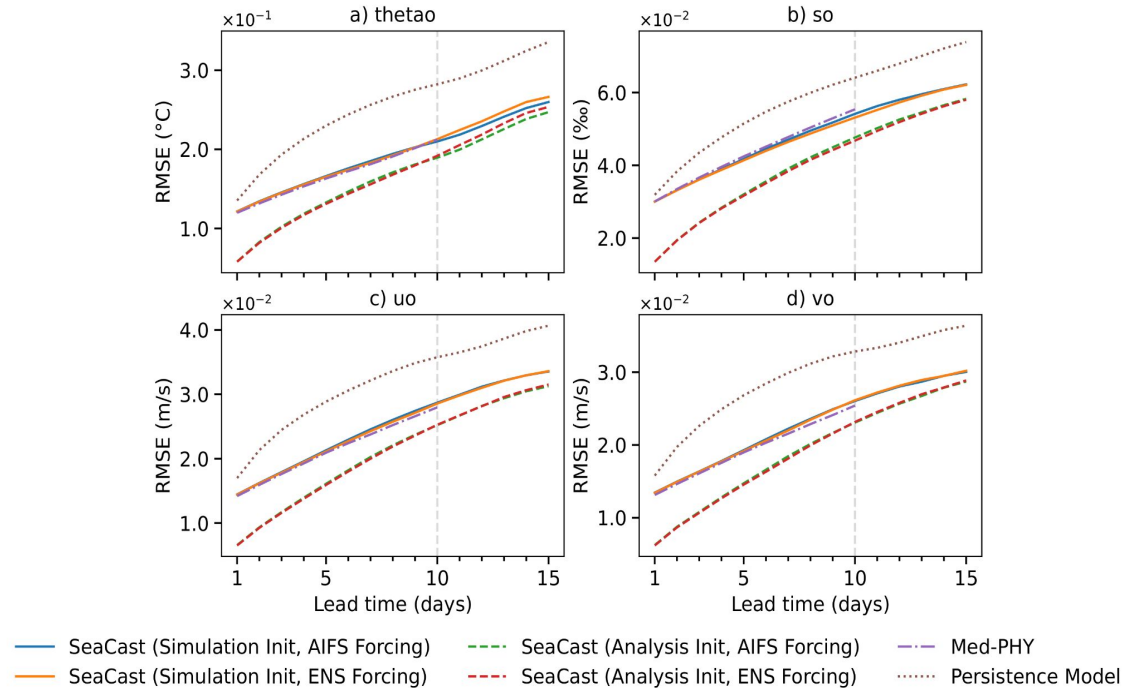 ×10⁻¹
a) thetao
3.0
2.0
1.0
RMSE (°C)
×10⁻²
b) so
6.0
4.0
2.0
RMSE (‰)
×10⁻²
c) uo
4.0
3.0
2.0
1.0
RMSE (m/s)
1 5 10 15
Lead time (days)
×10⁻²
d) vo
3.0
2.0
1.0
RMSE (m/s)
1 5 10 15
Lead time (days)
SeaCast (Simulation Init, AIFS Forcing)
SeaCast (Simulation Init, ENS Forcing)
SeaCast (Analysis Init, AIFS Forcing)
SeaCast (Analysis Init, ENS Forcing)
Med-PHY
Persistence Model